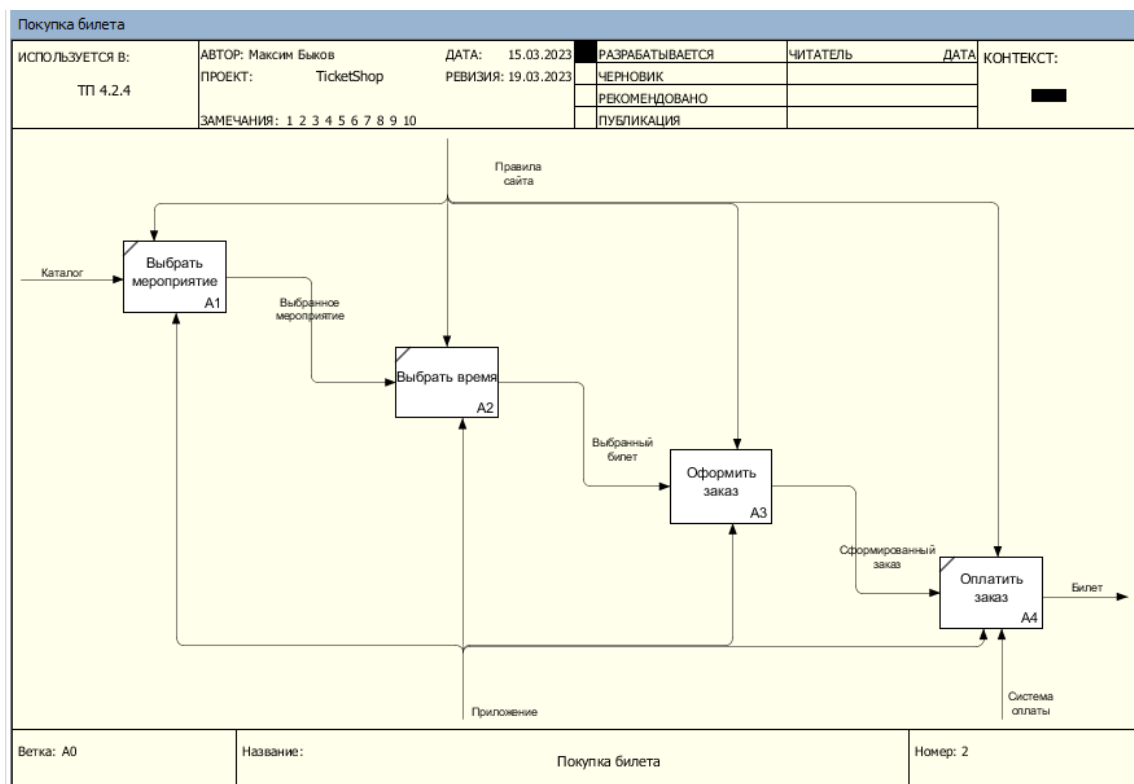 Покупка билета
ИСПОЛЬЗУЕТСЯ В:
ТП 4.2.4
АВТОР: Максим Быков
ДАТА: 15.03.2023
ПРОЕКТ: TicketShop
РЕВИЗИЯ: 19.03.2023
ЗАМЕЧАНИЯ: 1 2 3 4 5 6 7 8 9 10
РАЗРАБАТЫВАЕТСЯ
ЧЕРНОВИК
РЕКОМЕНДОВАНО
ПУБЛИКАЦИЯ
ЧИТАТЕЛЬ
ДАТА
КОНТЕКСТ:
Правила
сайта
Каталог
Выбрать
мероприятие
A1
Выбранное
мероприятие
Выбрать время
A2
Выбранный
билет
Оформить
заказ
A3
Сформированный
заказ
Оплатить
заказ
A4
Билет
Приложение
Система
оплаты
Ветка: A0
Название:
Покупка билета
Номер: 2